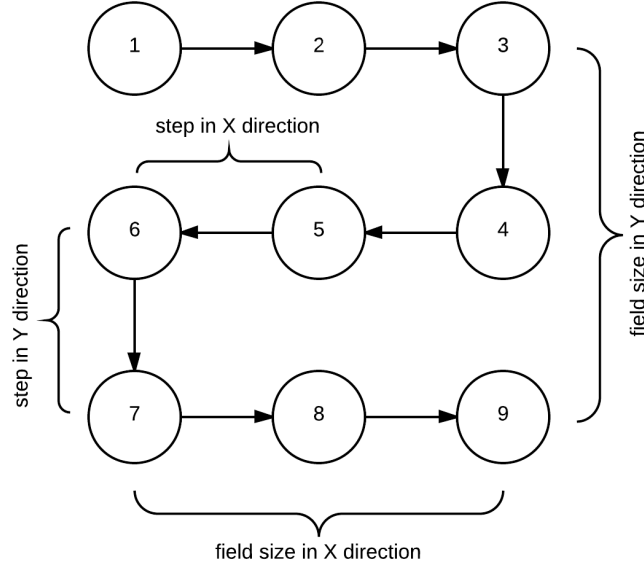 1
2
3
step in X direction
6
5
4
step in Y direction
field size in Y direction
7
8
9
field size in X direction